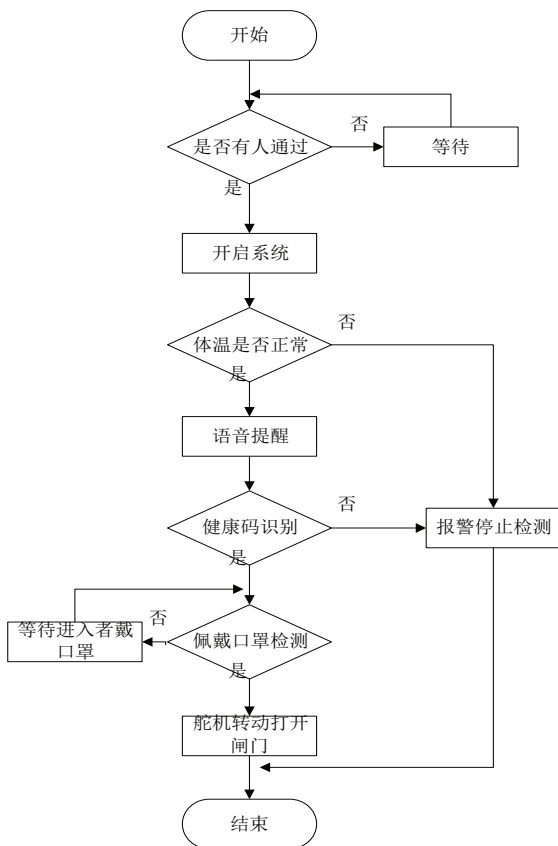 开始
否
是否有人通过
等待
是
开启系统
否
体温是否正常
是
语音提醒
否
健康码识别
报警停止检测
是
否
等待进入者戴
口罩
佩戴口罩检测
是
舵机转动打开
闸门
结束